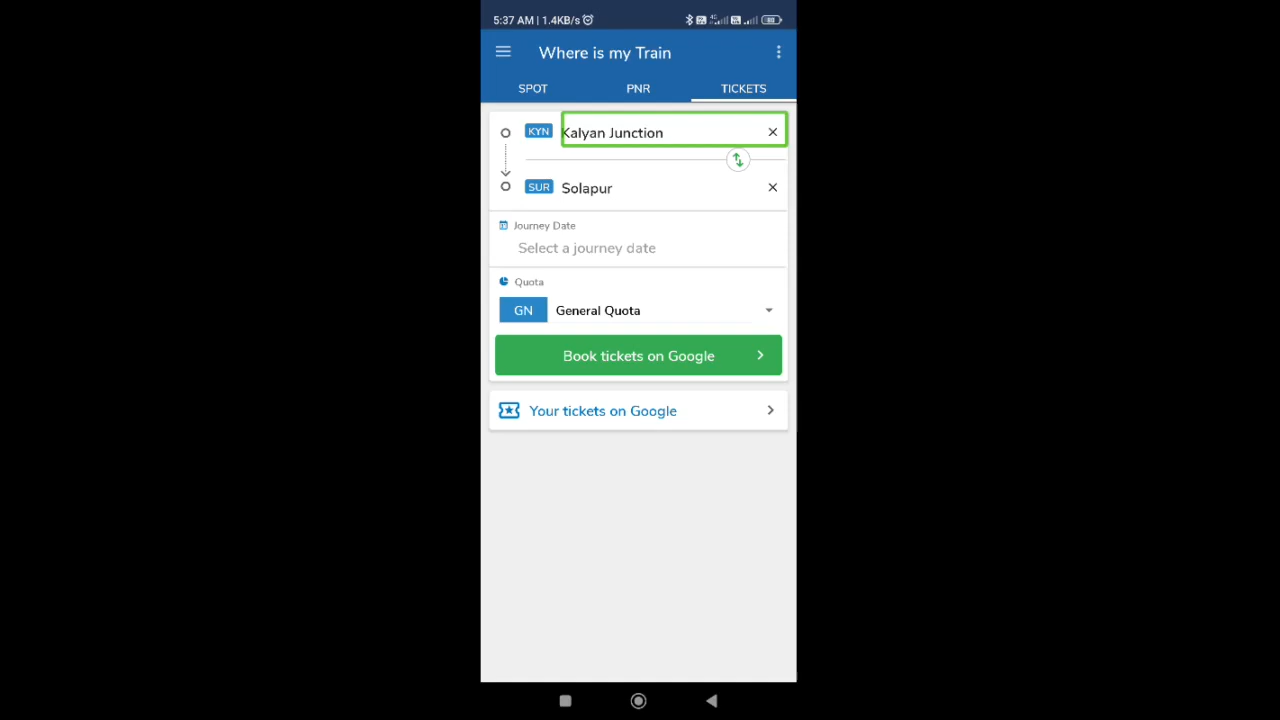 5:37 AM | 1.4KB/s
Where is my Train
SPOT PNR TICKETS
KYN Kalyan Junction
SUR Solapur
Journey Date
Select a journey date
Quota
GN General Quota
Book tickets on Google
Your tickets on Google